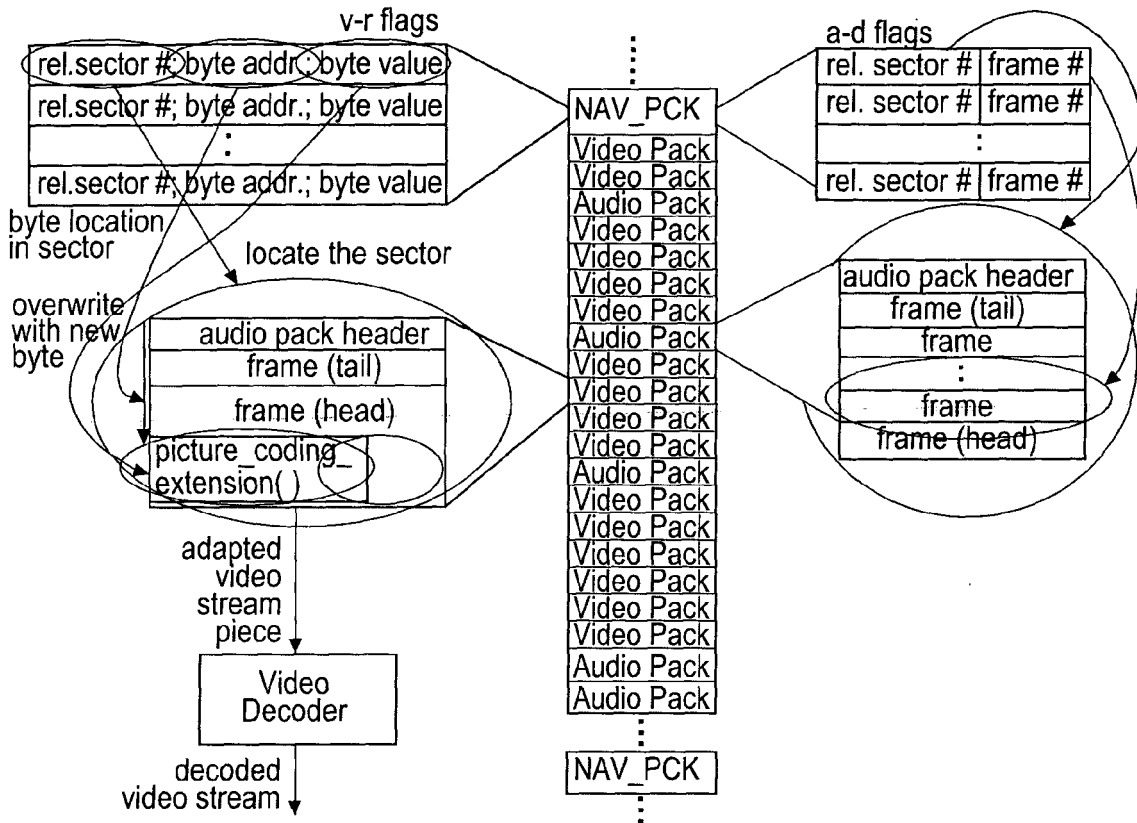 v-r flags
rel.sector #; byte addr.; byte value
rel.sector #; byte addr.; byte value
rel.sector #; byte addr.; byte value
byte location
in sector
locate the sector
overwrite
with new
byte
audio pack header
frame (tail)
frame (head)
picture_coding_
extension( )
adapted
video
stream
piece
Video
Decoder
decoded
video stream
NAV_PCK
Video Pack
Video Pack
Audio Pack
Video Pack
Video Pack
Video Pack
Video Pack
Audio Pack
Video Pack
Video Pack
Video Pack
Video Pack
Audio Pack
Video Pack
Video Pack
Video Pack
Video Pack
Video Pack
Video Pack
Audio Pack
Audio Pack
NAV_PCK
a-d flags
rel. sector # frame #
rel. sector # frame #
rel. sector # frame #
audio pack header
frame (tail)
frame
frame
frame (head)